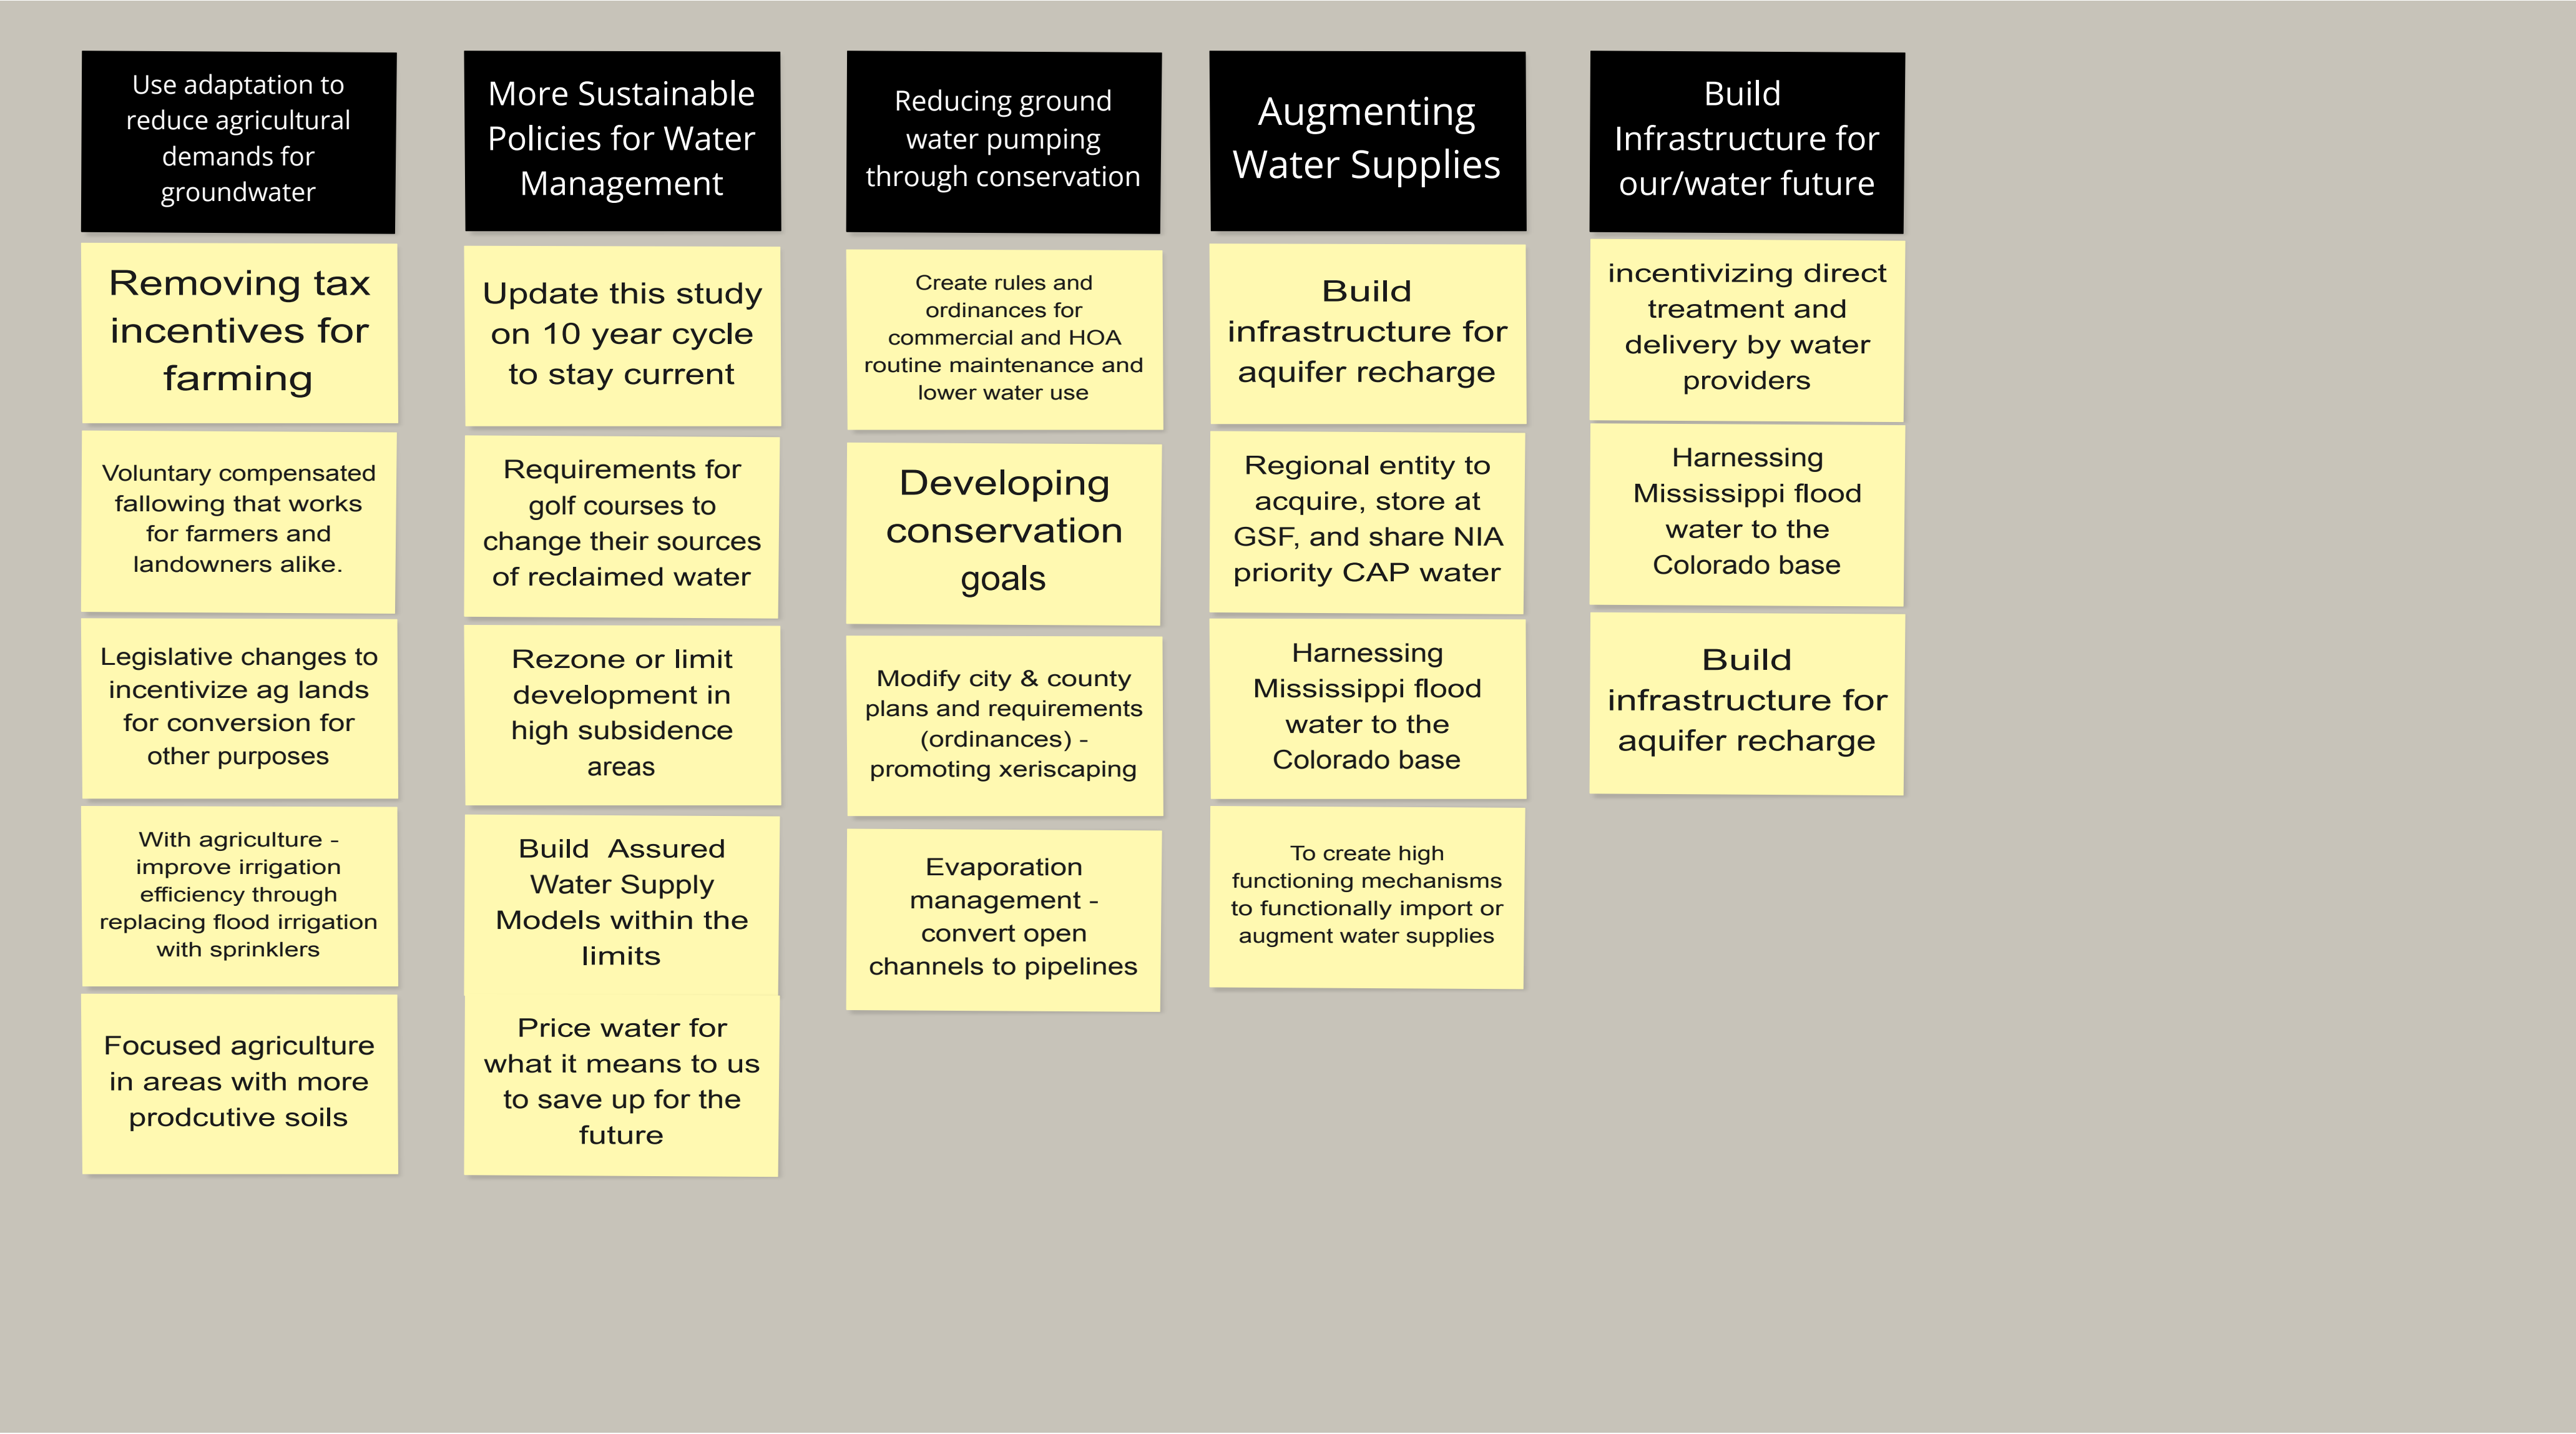 Use adaptation to
reduce agricultural
demands for
groundwater
Removing tax
incentives for
farming
Voluntary compensated
fallowing that works
for farmers and
landowners alike.
Legislative changes to
incentivize ag lands
for conversion for
other purposes
With agriculture -
improve irrigation
efficiency through
replacing flood irrigation
with sprinklers
Focused agriculture
in areas with more
prodcutive soils
More Sustainable
Policies for Water
Management
Update this study
on 10 year cycle
to stay current
Requirements for
golf courses to
change their sources
of reclaimed water
Rezone or limit
development in
high subsidence
areas
Build  Assured
Water Supply
Models within the
limits
Price water for
what it means to us
to save up for the
future
Reducing ground
water pumping
through conservation
Create rules and
ordinances for
commercial and HOA
routine maintenance and
lower water use
Developing
conservation
goals
Modify city & county
plans and requirements
(ordinances) -
promoting xeriscaping
Evaporation
management -
convert open
channels to pipelines
Augmenting
Water Supplies
Build
infrastructure for
aquifer recharge
Regional entity to
acquire, store at
GSF, and share NIA
priority CAP water
Harnessing
Mississippi flood
water to the
Colorado base
To create high
functioning mechanisms
to functionally import or
augment water supplies
Build
Infrastructure for
our/water future
incentivizing direct
treatment and
delivery by water
providers
Harnessing
Mississippi flood
water to the
Colorado base
Build
infrastructure for
aquifer recharge